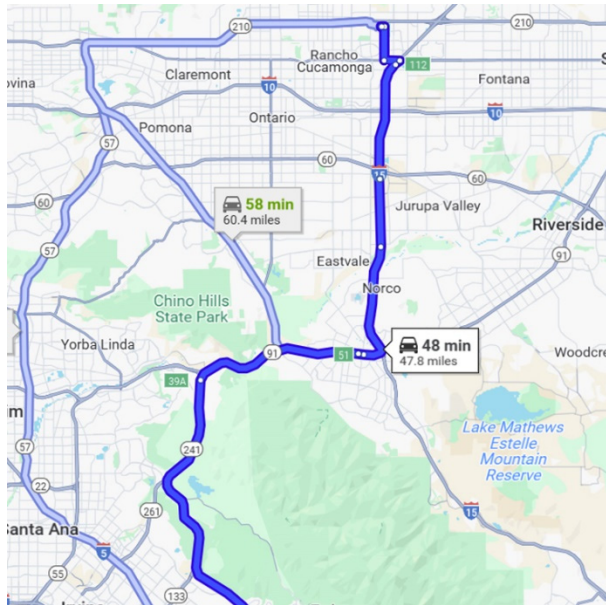 210
210
Rancho
Cucamonga
112
Claremont
10
Fontana
ovina
Ontario
10
Pomona
57
60
60
15
58 min
60.4 miles
Jurupa Valley
60
Riverside
57
91
Eastvale
Norco
Chino Hills
State Park
Yorba Linda
91
51
48 min
47.8 miles
Woodcre
39A
Lake Mathews
Estelle
Mountain
Reserve
57
241
22
261
15
Santa Ana
5
55
133